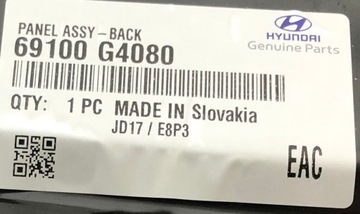 PANEL ASSY-BACK
69100 G4080
HYUNDAI
Genuine Parts
QTY: 1 PC MADE IN Slovakia
JD17 / E8P3
EAC